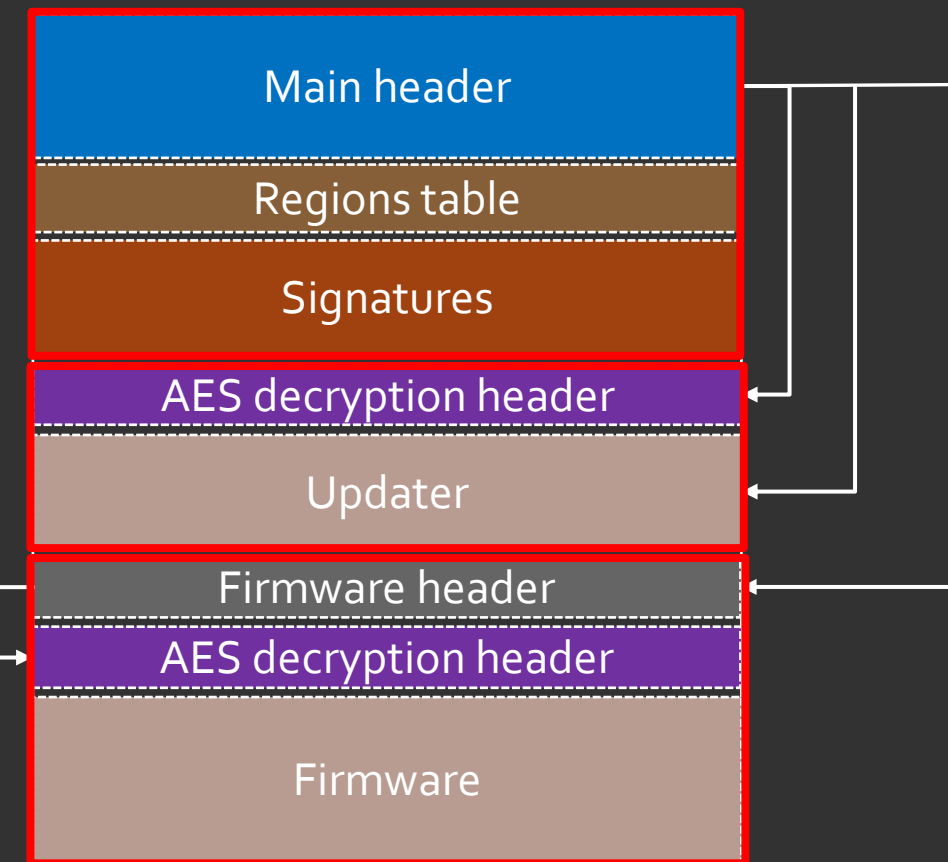 Main header
Regions table
Signatures
AES decryption header
Updater
Firmware header
AES decryption header
Firmware